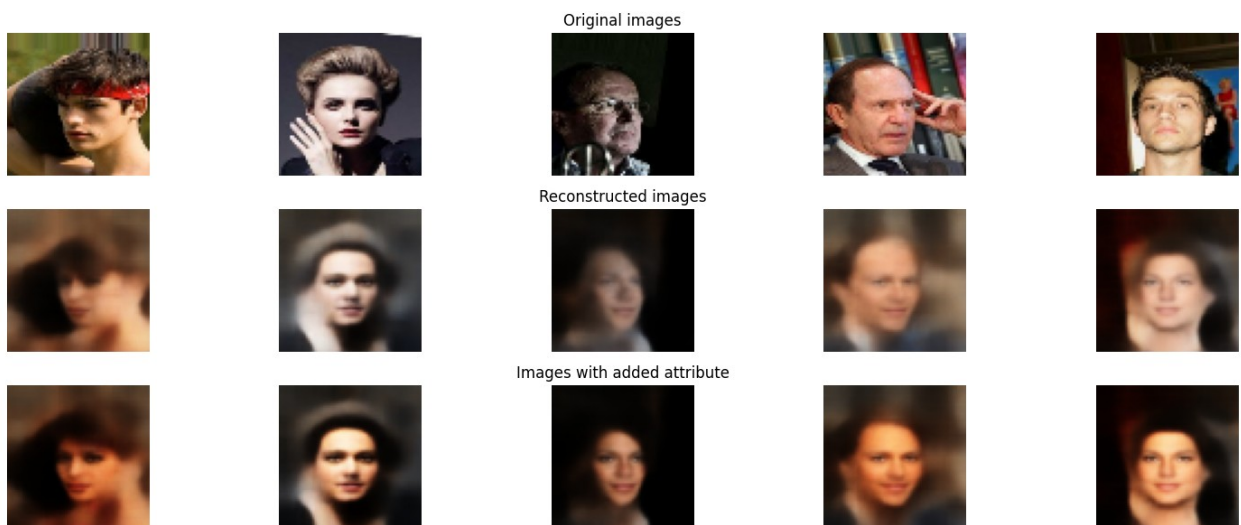 Original images
Reconstructed images
Images with added attribute